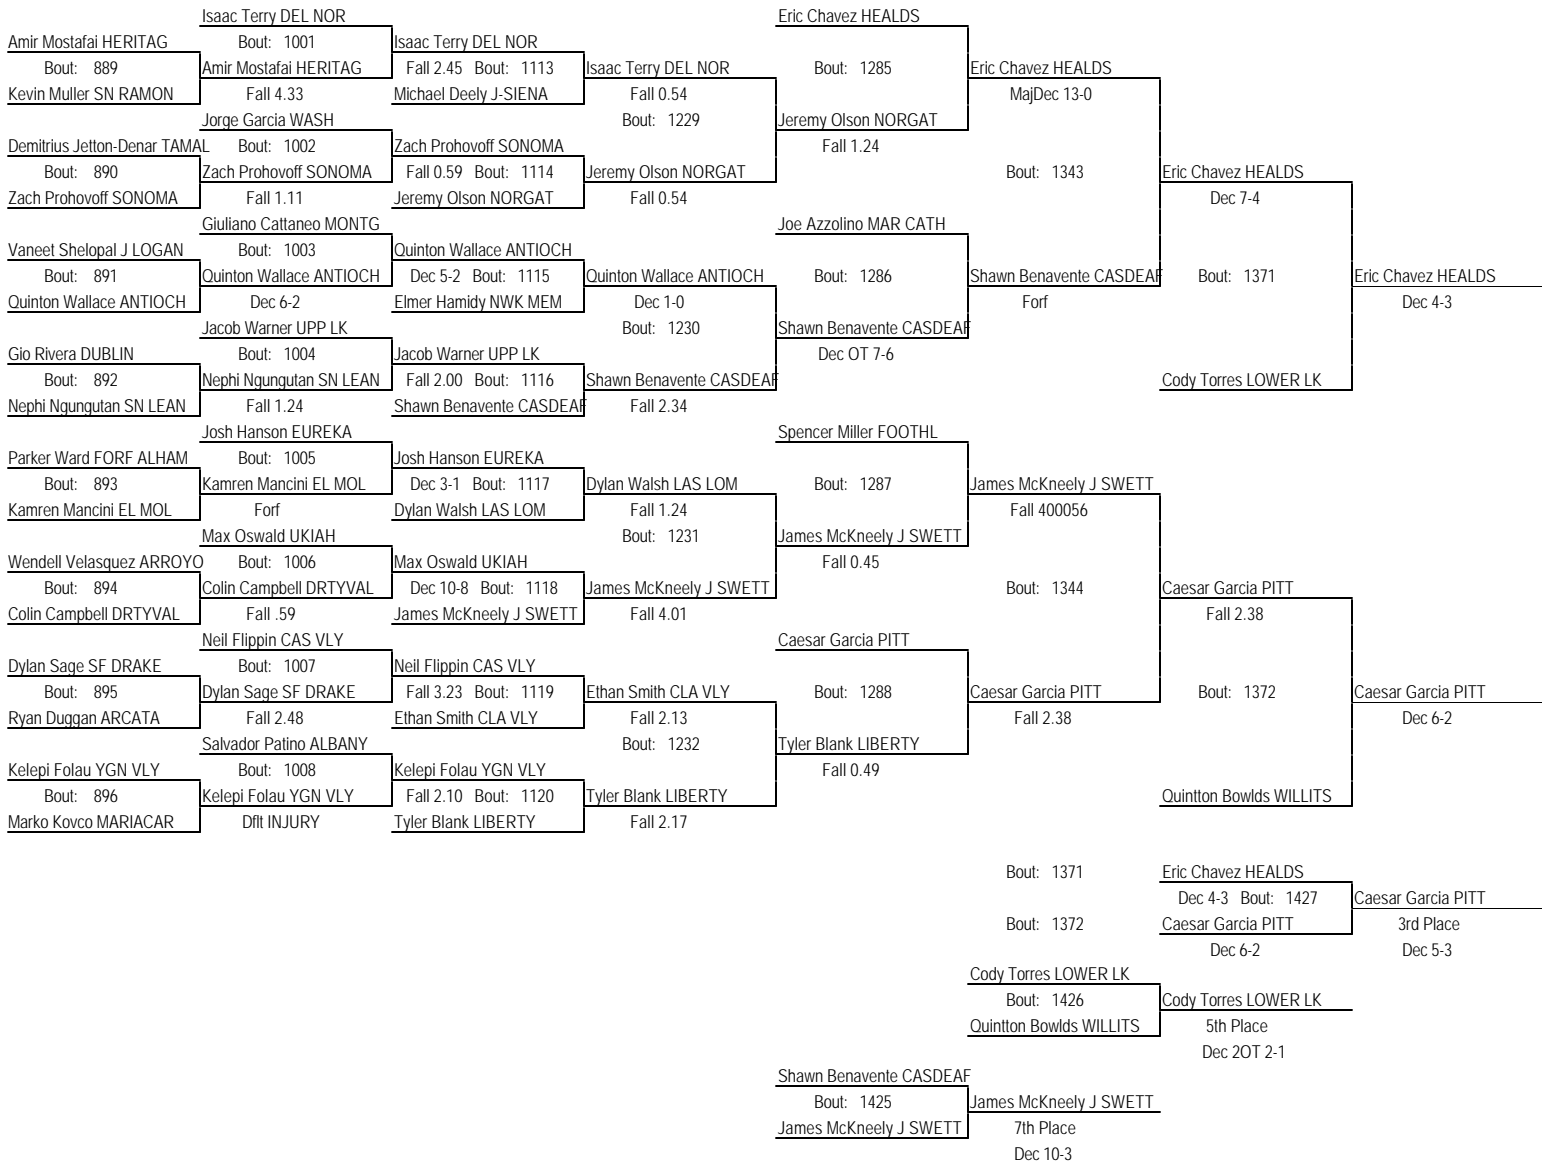 Isaac Terry DEL NOR Eric Chavez HEALDS
Amir Mostafai HERITAG Bout: 1001 Isaac Terry DEL NOR
Bout: 889 Amir Mostafai HERITAG Fall 2.45 Bout: 1113 Isaac Terry DEL NOR Bout: 1285 Eric Chavez HEALDS
Kevin Muller SN RAMON Fall 4.33 Michael Deely J-SIENA Fall 0.54 MajDec 13-0
Jorge Garcia WASH Bout: 1229 Jeremy Olson NORGAT
Demitrius Jetton-Denar TAMAL Bout: 1002 Zach Prohovoff SONOMA Fall 1.24
Bout: 890 Zach Prohovoff SONOMA Fall 0.59 Bout: 1114 Jeremy Olson NORGAT Bout: 1343 Eric Chavez HEALDS
Zach Prohovoff SONOMA Fall 1.11 Jeremy Olson NORGAT Fall 0.54 Dec 7-4
Giuliano Cattaneo MONTG Joe Azzolino MAR CATH
Vaneet Shelopal J LOGAN Bout: 1003 Quinton Wallace ANTIOCH
Bout: 891 Quinton Wallace ANTIOCH Dec 5-2 Bout: 1115 Quinton Wallace ANTIOCH Bout: 1286 Shawn Benavente CASDEAF Bout: 1371 Eric Chavez HEALDS
Quinton Wallace ANTIOCH Dec 6-2 Elmer Hamidy NWK MEM Dec 1-0 Forf Dec 4-3
Jacob Warner UPP LK Bout: 1230 Shawn Benavente CASDEAF
Gio Rivera DUBLIN Bout: 1004 Jacob Warner UPP LK Dec OT 7-6
Bout: 892 Nephi Ngungutan SN LEAN Fall 2.00 Bout: 1116 Shawn Benavente CASDEAF Cody Torres LOWER LK
Nephi Ngungutan SN LEAN Fall 1.24 Shawn Benavente CASDEAF Fall 2.34
Josh Hanson EUREKA Spencer Miller FOOTHL
Parker Ward FORF ALHAM Bout: 1005 Josh Hanson EUREKA
Bout: 893 Kamren Mancini EL MOL Dec 3-1 Bout: 1117 Dylan Walsh LAS LOM Bout: 1287 James McKneely J SWETT
Kamren Mancini EL MOL Forf Dylan Walsh LAS LOM Fall 1.24 Fall 400056
Max Oswald UKIAH Bout: 1231 James McKneely J SWETT
Wendell Velasquez ARROYO Bout: 1006 Max Oswald UKIAH Fall 0.45
Bout: 894 Colin Campbell DRTYVAL Dec 10-8 Bout: 1118 James McKneely J SWETT Bout: 1344 Caesar Garcia PITT
Colin Campbell DRTYVAL Fall .59 James McKneely J SWETT Fall 4.01 Fall 2.38
Neil Flippin CAS VLY Caesar Garcia PITT
Dylan Sage SF DRAKE Bout: 1007 Neil Flippin CAS VLY
Bout: 895 Dylan Sage SF DRAKE Fall 3.23 Bout: 1119 Ethan Smith CLA VLY Bout: 1288 Caesar Garcia PITT Bout: 1372 Caesar Garcia PITT
Ryan Duggan ARCATA Fall 2.48 Ethan Smith CLA VLY Fall 2.13 Fall 2.38 Dec 6-2
Salvador Patino ALBANY Bout: 1232 Tyler Blank LIBERTY
Kelepi Folau YGN VLY Bout: 1008 Kelepi Folau YGN VLY Fall 0.49
Bout: 896 Kelepi Folau YGN VLY Fall 2.10 Bout: 1120 Tyler Blank LIBERTY Quintton Bowlds WILLITS
Marko Kovco MARIACAR Dflt INJURY Tyler Blank LIBERTY Fall 2.17
Bout: 1371 Eric Chavez HEALDS
Dec 4-3 Bout: 1427 Caesar Garcia PITT
Bout: 1372 Caesar Garcia PITT 3rd Place
Dec 6-2 Dec 5-3
Cody Torres LOWER LK
Bout: 1426 Cody Torres LOWER LK
Quintton Bowlds WILLITS 5th Place
Dec 2OT 2-1
Shawn Benavente CASDEAF
Bout: 1425 James McKneely J SWETT
James McKneely J SWETT 7th Place
Dec 10-3